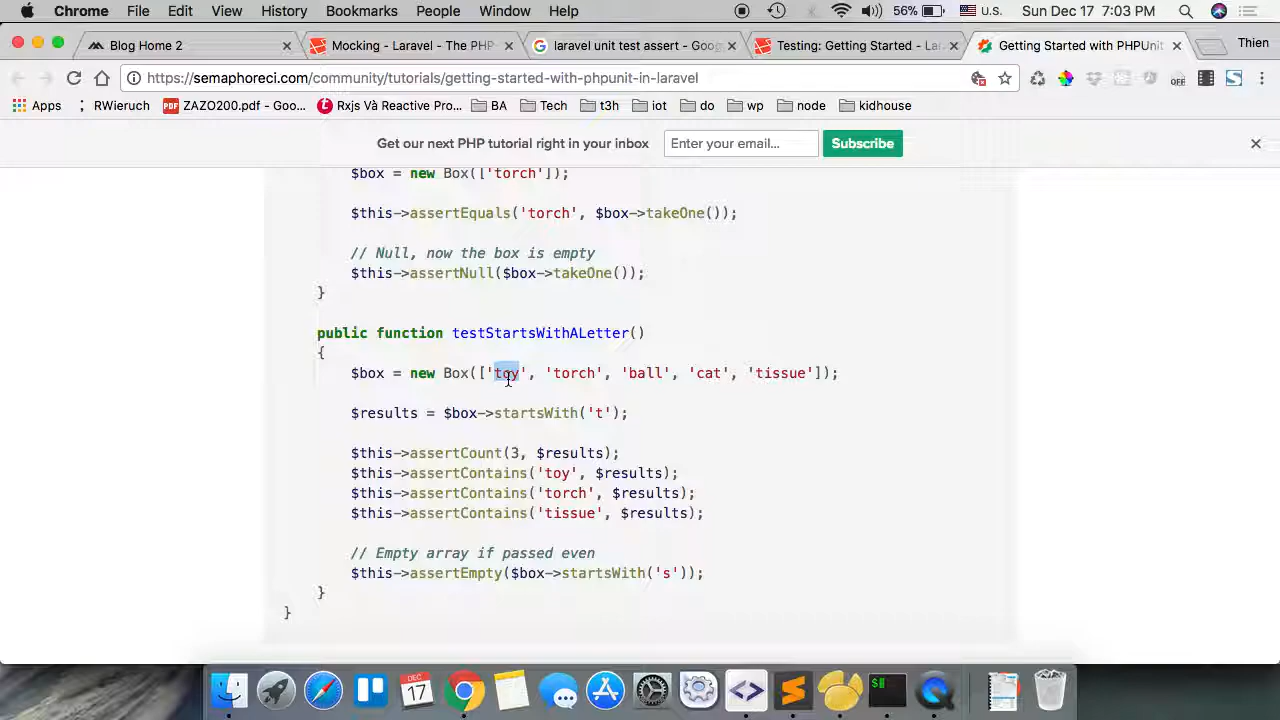 Chrome File Edit View History Bookmarks People Window Help 56% U.S. Sun Dec 17 7:03 PM
Blog Home 2 Mocking - Laravel - The PHP laravel unit test assert - Goog Testing: Getting Started - La Getting Started with PHPUnit Thien
https://semaphoreci.com/community/tutorials/getting-started-with-phpunit-in-laravel OFF
Apps RWieruch PDF ZAZO200.pdf - Goo... Rxjs Và Reactive Pro... BA Tech t3h iot do wp node kidhouse
Get our next PHP tutorial right in your inbox Enter your email... Subscribe
$box = new Box(['torch']);
$this->assertEquals('torch', $box->takeOne());
// Null, now the box is empty
$this->assertNull($box->takeOne());
}
public function testStartsWithALetter()
{
$box = new Box(['toy', 'torch', 'ball', 'cat', 'tissue']);
$results = $box->startsWith('t');
$this->assertCount(3, $results);
$this->assertContains('toy', $results);
$this->assertContains('torch', $results);
$this->assertContains('tissue', $results);
// Empty array if passed even
$this->assertEmpty($box->startsWith('s'));
}
}
DEC
17